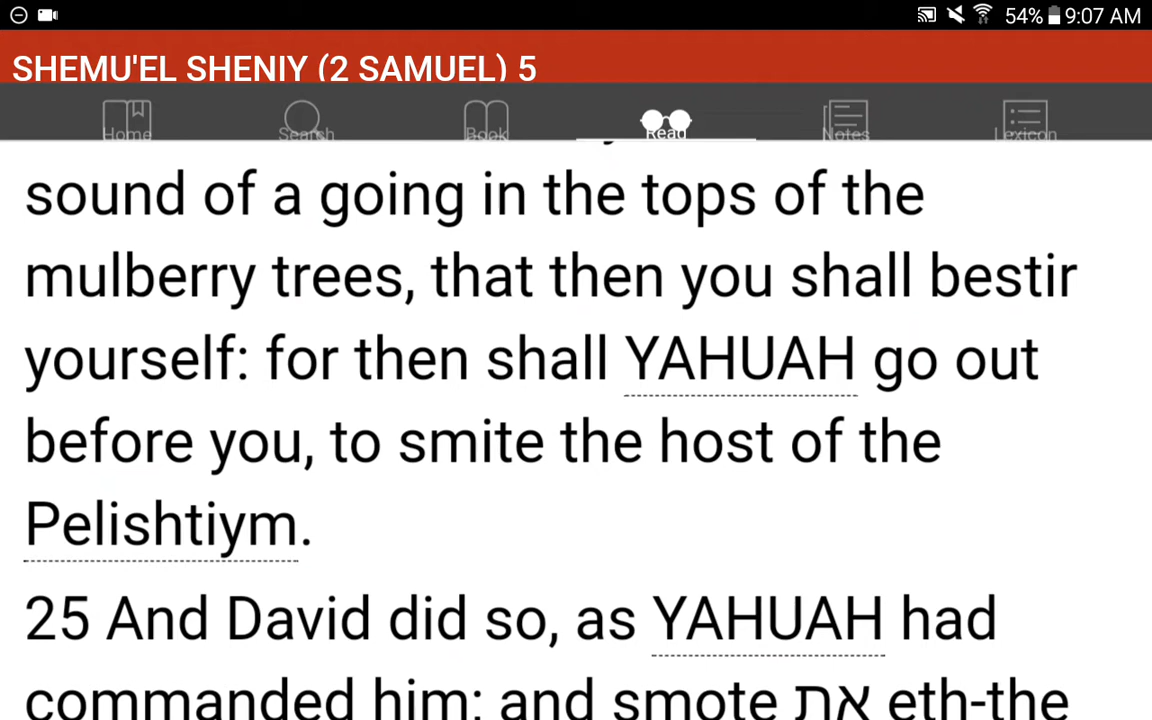 54% 9:07 AM
SHEMU'EL SHENIY (2 SAMUEL) 5
Home Search Book Read Notes Lexicon
sound of a going in the tops of the
mulberry trees, that then you shall bestir
yourself: for then shall YAHUAH go out
before you, to smite the host of the
Pelishtiym.
25 And David did so, as YAHUAH had
commanded him; and smote את eth-the